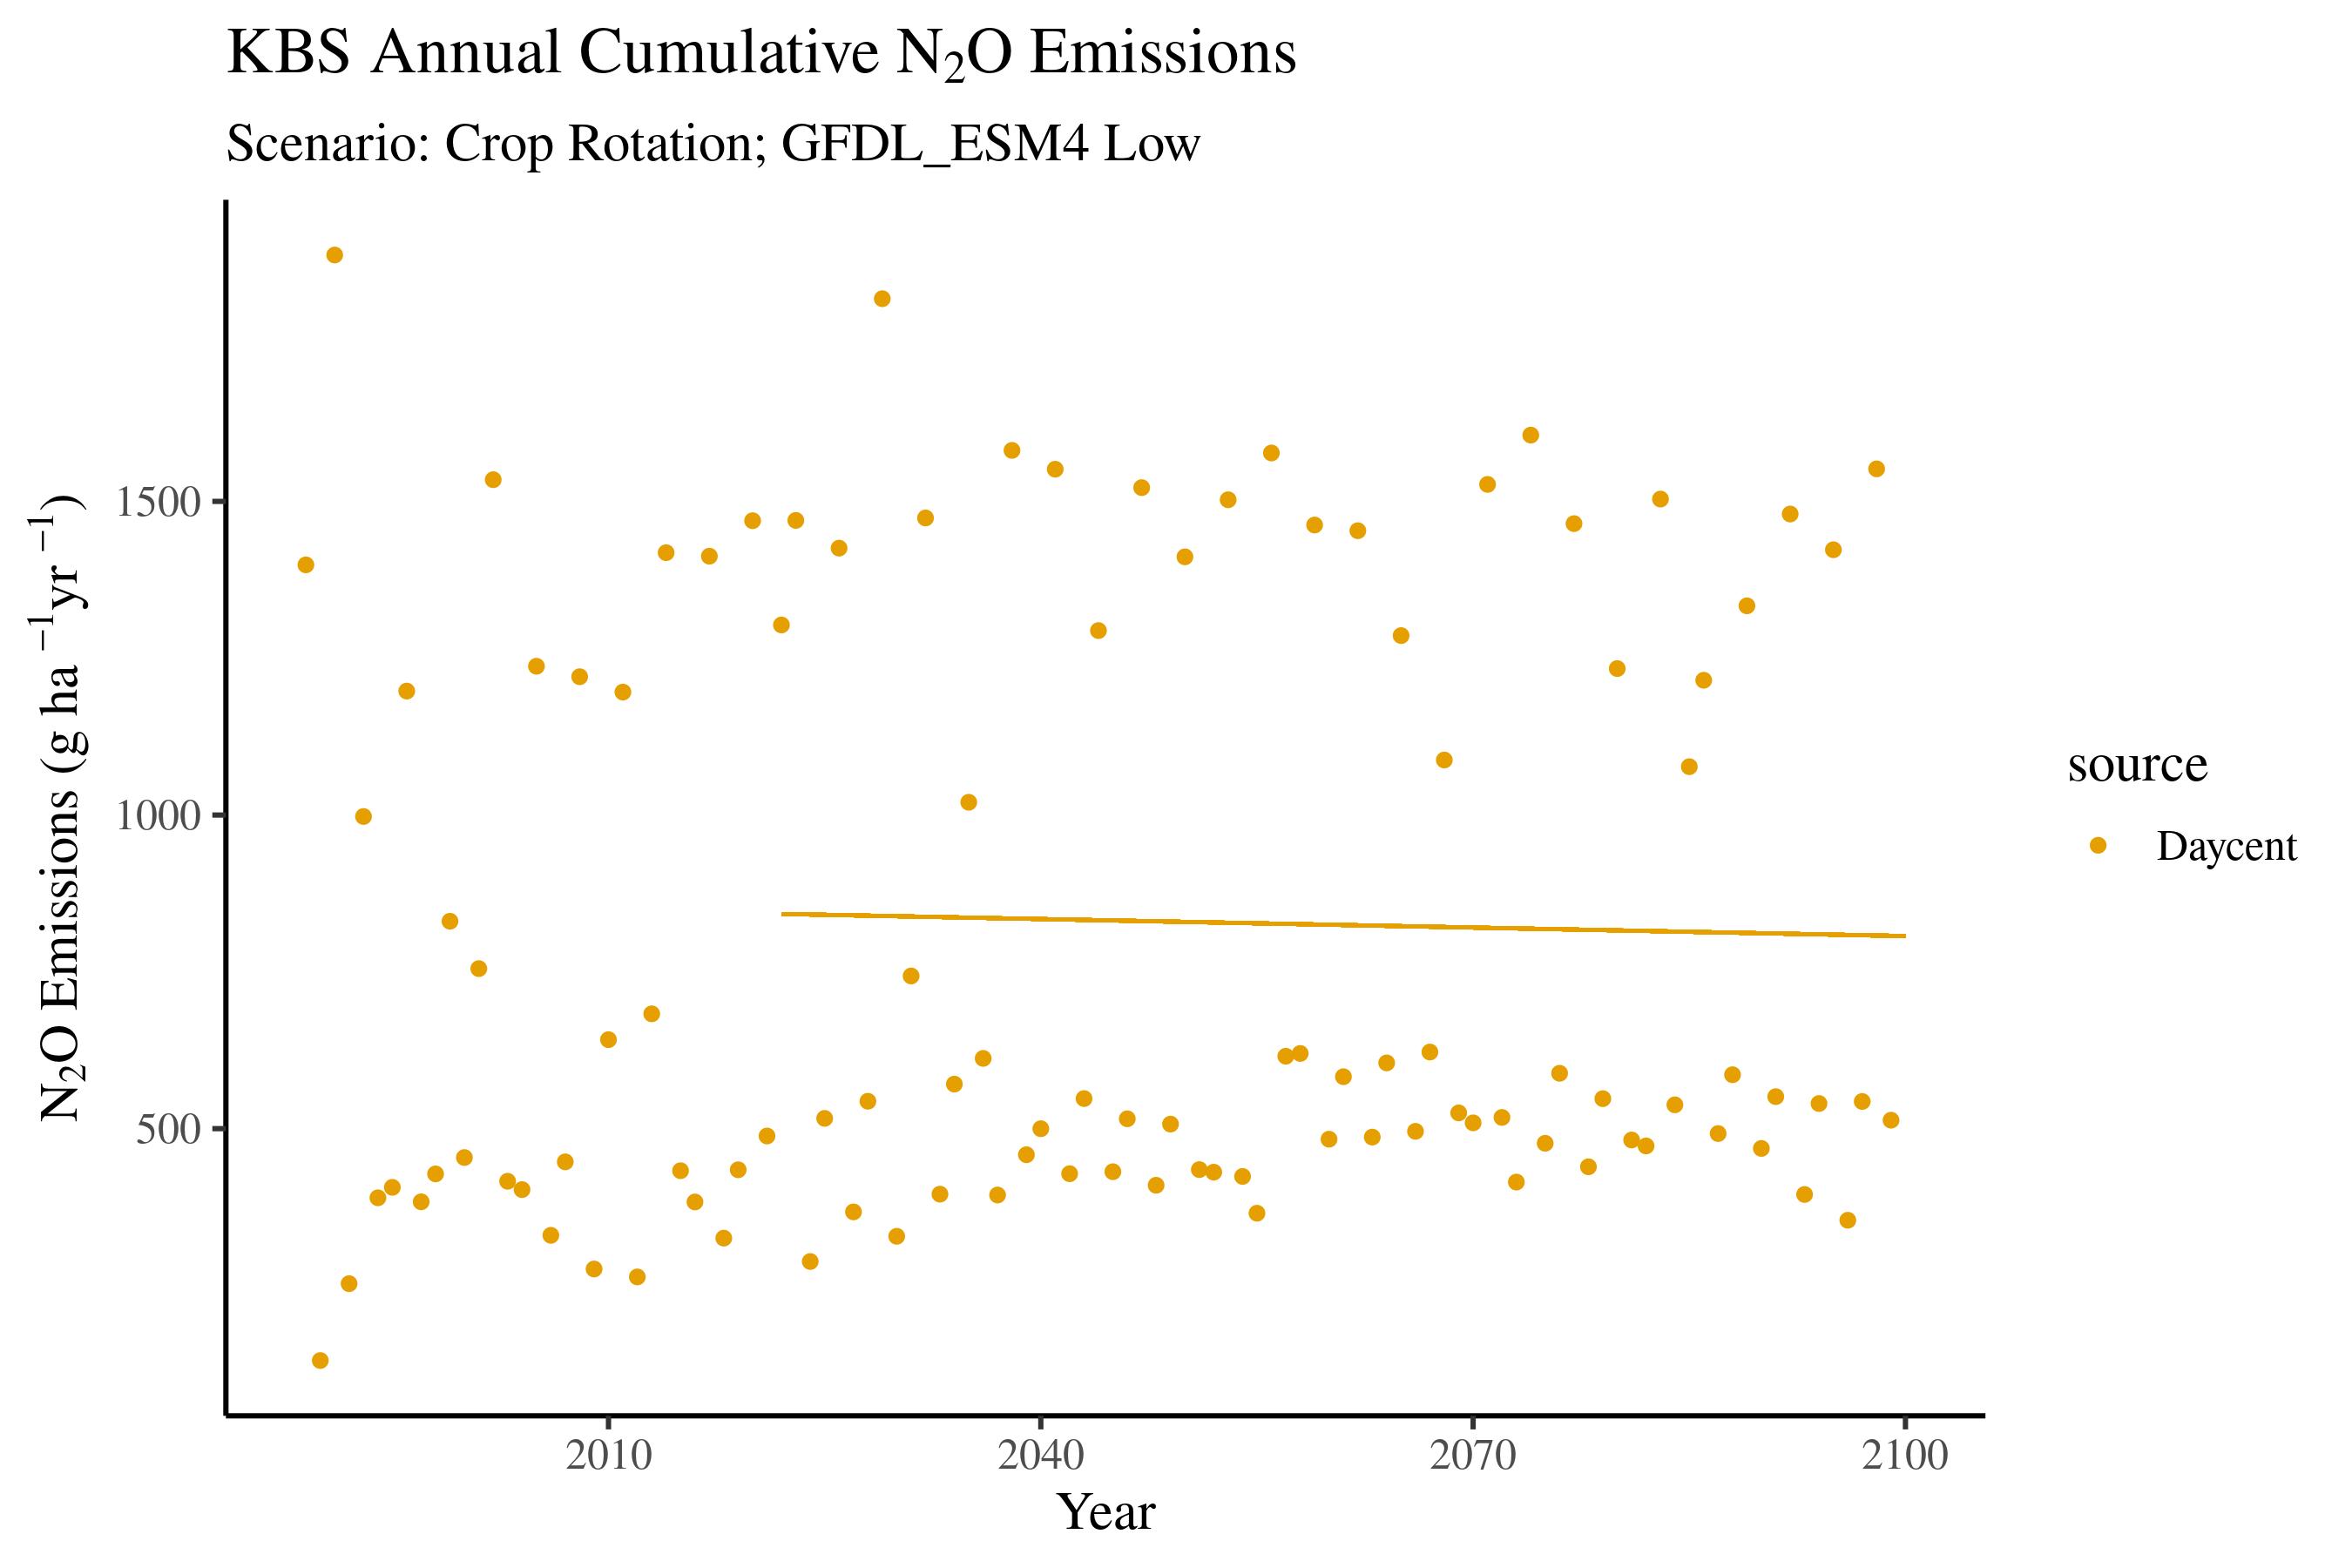 KBS Annual Cumulative N₂O Emissions
Scenario: Crop Rotation; GFDL_ESM4 Low
N₂O Emissions (g ha ⁻¹yr ⁻¹)
1500
1000
500
2010
2040
2070
2100
Year
source
Daycent